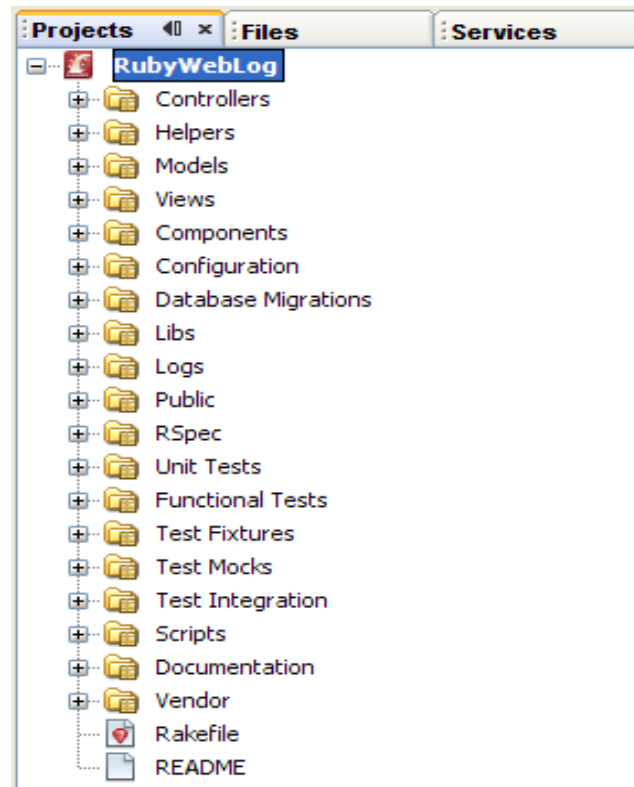 Projects Files Services
RubyWebLog
Controllers
Helpers
Models
Views
Components
Configuration
Database Migrations
Libs
Logs
Public
RSpec
Unit Tests
Functional Tests
Test Fixtures
Test Mocks
Test Integration
Scripts
Documentation
Vendor
Rakefile
README